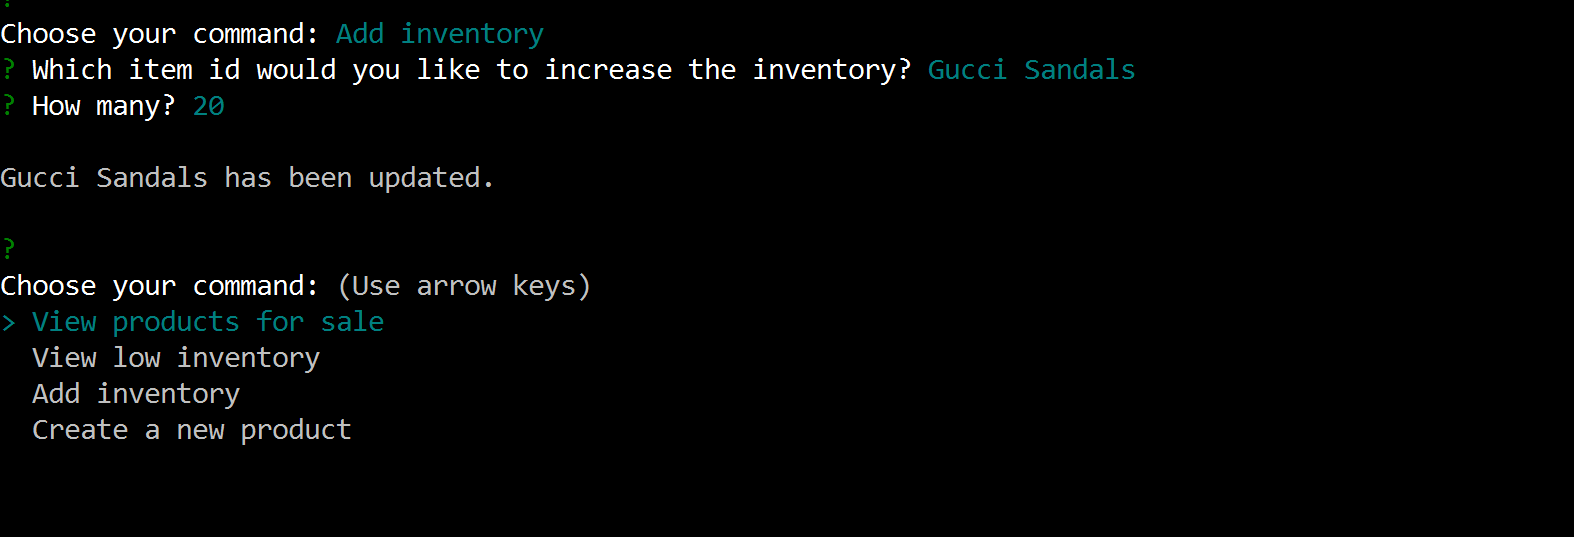 ?
Choose your command: Add inventory
? Which item id would you like to increase the inventory? Gucci Sandals
? How many? 20
Gucci Sandals has been updated.
?
Choose your command: (Use arrow keys)
> View products for sale
View low inventory
Add inventory
Create a new product